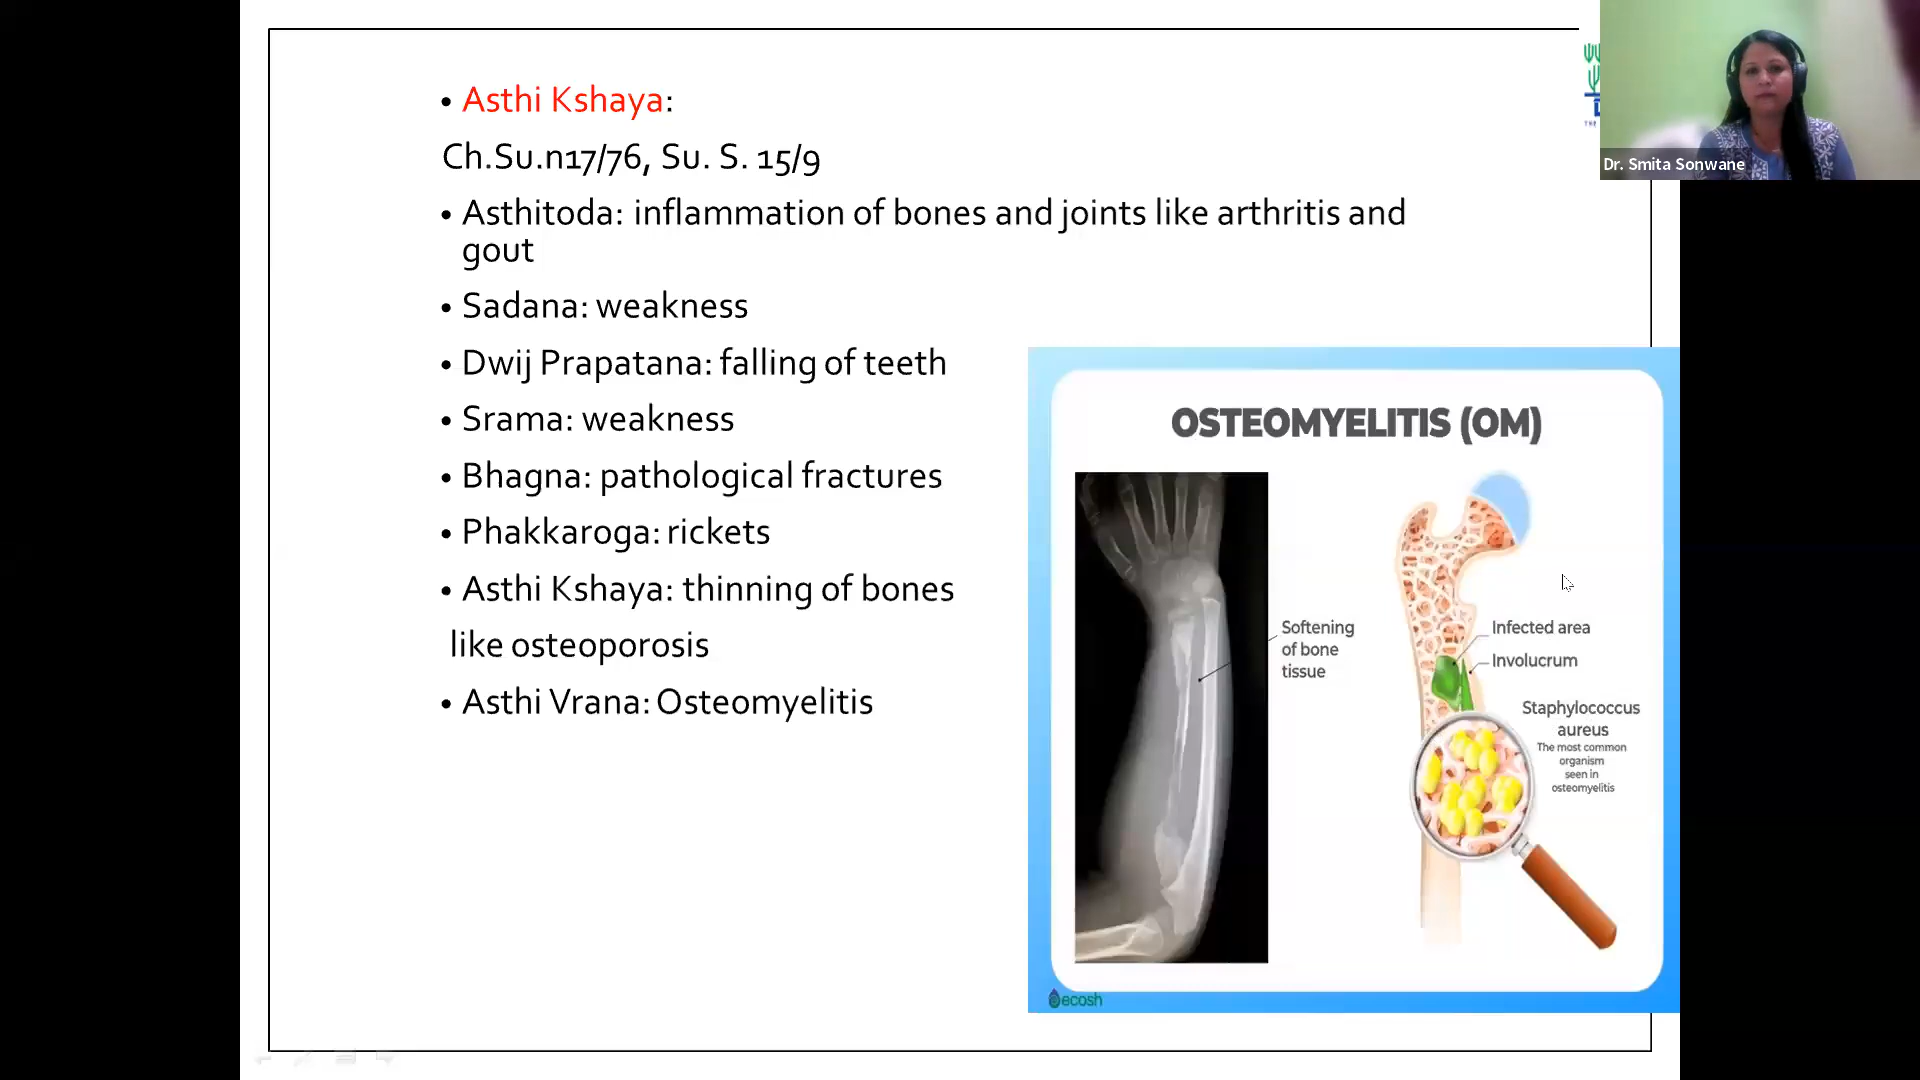 • Asthi Kshaya:
Ch.Su.n17/76, Su. S. 15/9
• Asthitoda: inflammation of bones and joints like arthritis and
gout
• Sadana: weakness
• Dwij Prapatana: falling of teeth
• Srama: weakness
• Bhagna: pathological fractures
• Phakkaroga: rickets
• Asthi Kshaya: thinning of bones
like osteoporosis
• Asthi Vrana: Osteomyelitis
OSTEOMYELITIS (OM)
Softening
of bone
tissue
Infected area
Involucrum
Staphylococcus
aureus
The most common
organism
seen in
osteomyelitis
ecosh
Dr. Smita Sonwane